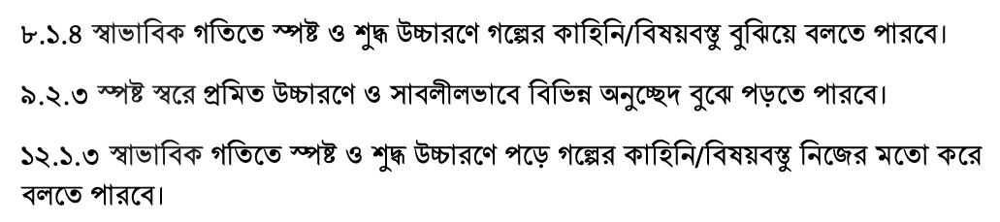 ৮.১.৪ স্বাভাবিক গতিতে স্পষ্ট ও শুদ্ধ উচ্চারণে গল্পের কাহিনি/বিষয়বস্তু বুঝিয়ে বলতে পারবে।
৯.২.৩ স্পষ্ট স্বরে প্রমিত উচ্চারণে ও সাবলীলভাবে বিভিন্ন অনুচ্ছেদ বুঝে পড়তে পারবে।
১২.১.৩ স্বাভাবিক গতিতে স্পষ্ট ও শুদ্ধ উচ্চারণে পড়ে গল্পের কাহিনি/বিষয়বস্তু নিজের মতো করে
বলতে পারবে।